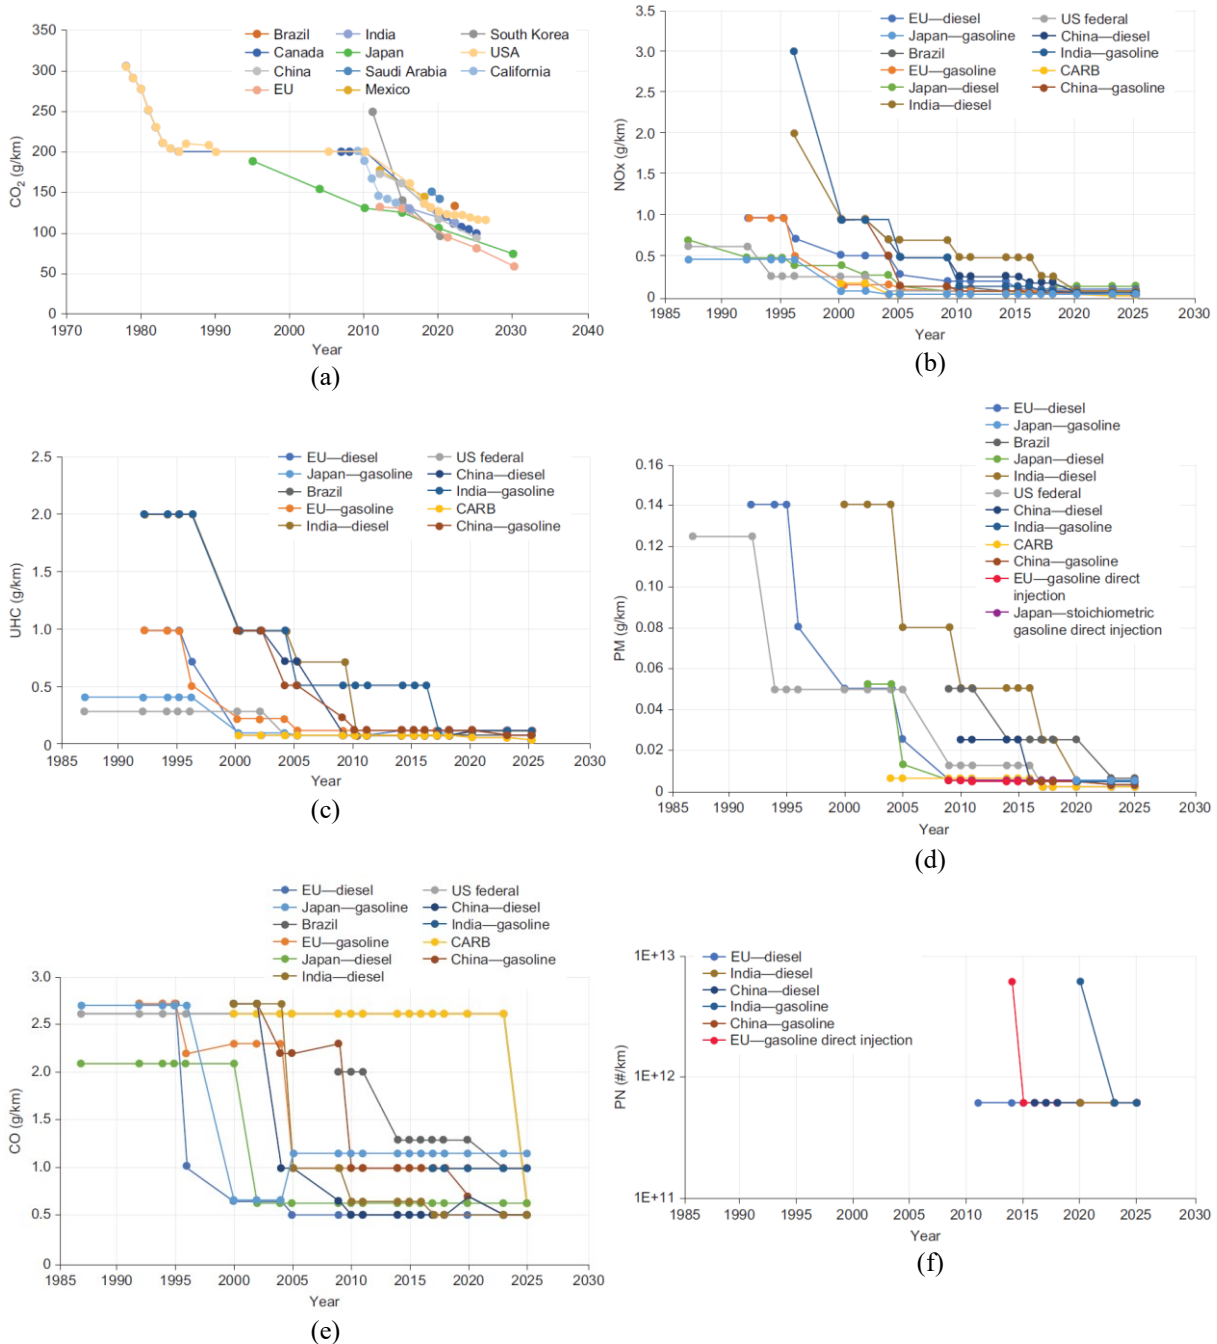 350
300
250
200
150
100
50
0
CO2 (g/km)
Brazil
Canada
China
EU
India
Japan
Saudi Arabia
Mexico
South Korea
USA
California
1970 1980 1990 2000 2010 2020 2030 2040
Year
(a)
3.5
3.0
2.5
2.0
1.5
1.0
0.5
0
NOx (g/km)
EU—diesel
Japan—gasoline
Brazil
EU—gasoline
Japan—diesel
India—diesel
US federal
China—diesel
India—gasoline
CARB
China—gasoline
1985 1990 1995 2000 2005 2010 2015 2020 2025 2030
Year
(b)
2.5
2.0
1.5
1.0
0.5
0
UHC (g/km)
EU—diesel
Japan—gasoline
Brazil
EU—gasoline
India—diesel
US federal
China—diesel
India—gasoline
CARB
China—gasoline
1985 1990 1995 2000 2005 2010 2015 2020 2025 2030
Year
(c)
EU—diesel
Japan—gasoline
Brazil
Japan—diesel
India—diesel
US federal
China—diesel
India—gasoline
CARB
China—gasoline
EU—gasoline direct
injection
Japan—stoichiometric
gasoline direct injection
0.16
0.14
0.12
0.10
0.08
0.06
0.04
0.02
0
PM (g/km)
1985 1990 1995 2000 2005 2010 2015 2020 2025 2030
Year
(d)
EU—diesel
Japan—gasoline
Brazil
EU—gasoline
Japan—diesel
India—diesel
US federal
China—diesel
India—gasoline
CARB
China—gasoline
3.0
2.5
2.0
1.5
1.0
0.5
0
CO (g/km)
1985 1990 1995 2000 2005 2010 2015 2020 2025 2030
Year
(e)
1E+13
1E+12
1E+11
PN (#/km)
EU—diesel
India—diesel
China—diesel
India—gasoline
China—gasoline
EU—gasoline direct injection
1985 1990 1995 2000 2005 2010 2015 2020 2025 2030
Year
(f)